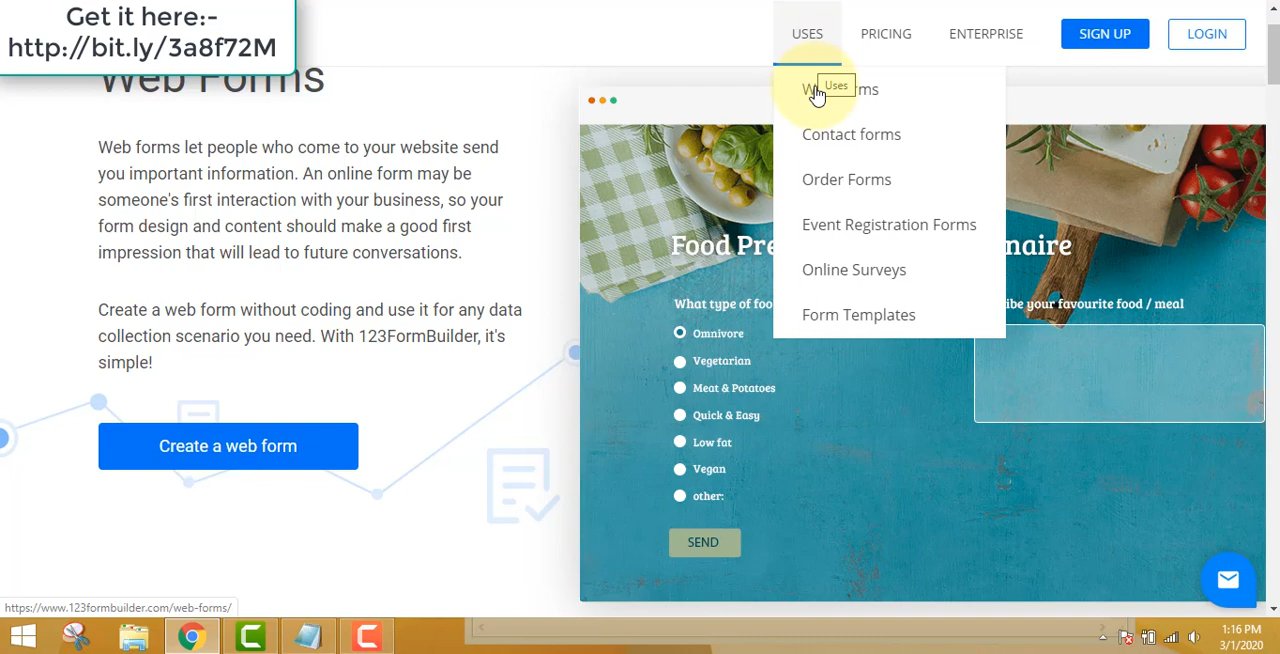 Get it here:-
http://bit.ly/3a8f72M
USES
PRICING
ENTERPRISE
SIGN UP
LOGIN
Web Forms
Web forms let people who come to your website send
you important information. An online form may be
someone's first interaction with your business, so your
form design and content should make a good first
impression that will lead to future conversations.
Create a web form without coding and use it for any data
collection scenario you need. With 123FormBuilder, it's
simple!
Create a web form
Uses
Contact forms
Order Forms
Event Registration Forms
Online Surveys
Form Templates
Food
What type of
your favourite food / meal
Omnivore
Vegetarian
Meat & Potatoes
Quick & Easy
Low fat
Vegan
other:
SEND
https://www.123formbuilder.com/web-forms/
1:16 PM
3/1/2020